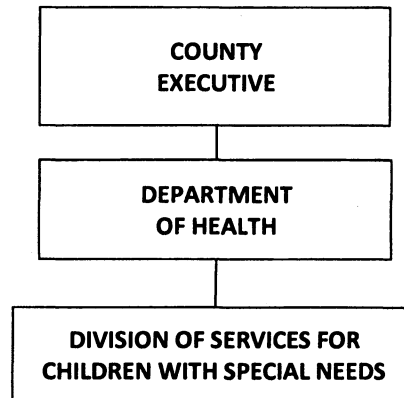 COUNTY
EXECUTIVE
DEPARTMENT
OF HEALTH
DIVISION OF SERVICES FOR
CHILDREN WITH SPECIAL NEEDS